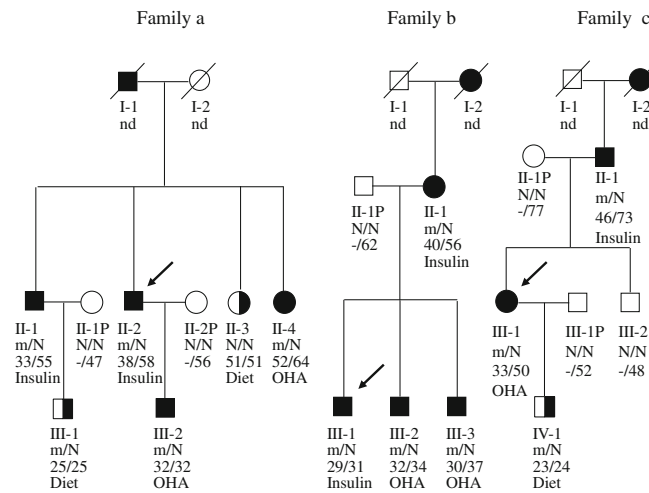 Family a
Family b
Family c
I-1
nd
I-2
nd
I-1
nd
I-2
nd
I-1
nd
I-2
nd
II-1P
N/N
-/62
II-1
m/N
40/56
Insulin
II-1P
N/N
-/77
II-1
m/N
46/73
Insulin
II-1
m/N
33/55
Insulin
II-1P
N/N
-/47
II-2
m/N
38/58
Insulin
II-2P
N/N
-/56
II-3
N/N
51/51
Diet
II-4
m/N
52/64
OHA
III-1
m/N
33/50
OHA
III-1P
N/N
-/52
III-2
N/N
-/48
III-1
m/N
25/25
Diet
III-2
m/N
32/32
OHA
III-1
m/N
29/31
Insulin
III-2
m/N
32/34
OHA
III-3
m/N
30/37
OHA
IV-1
m/N
23/24
Diet